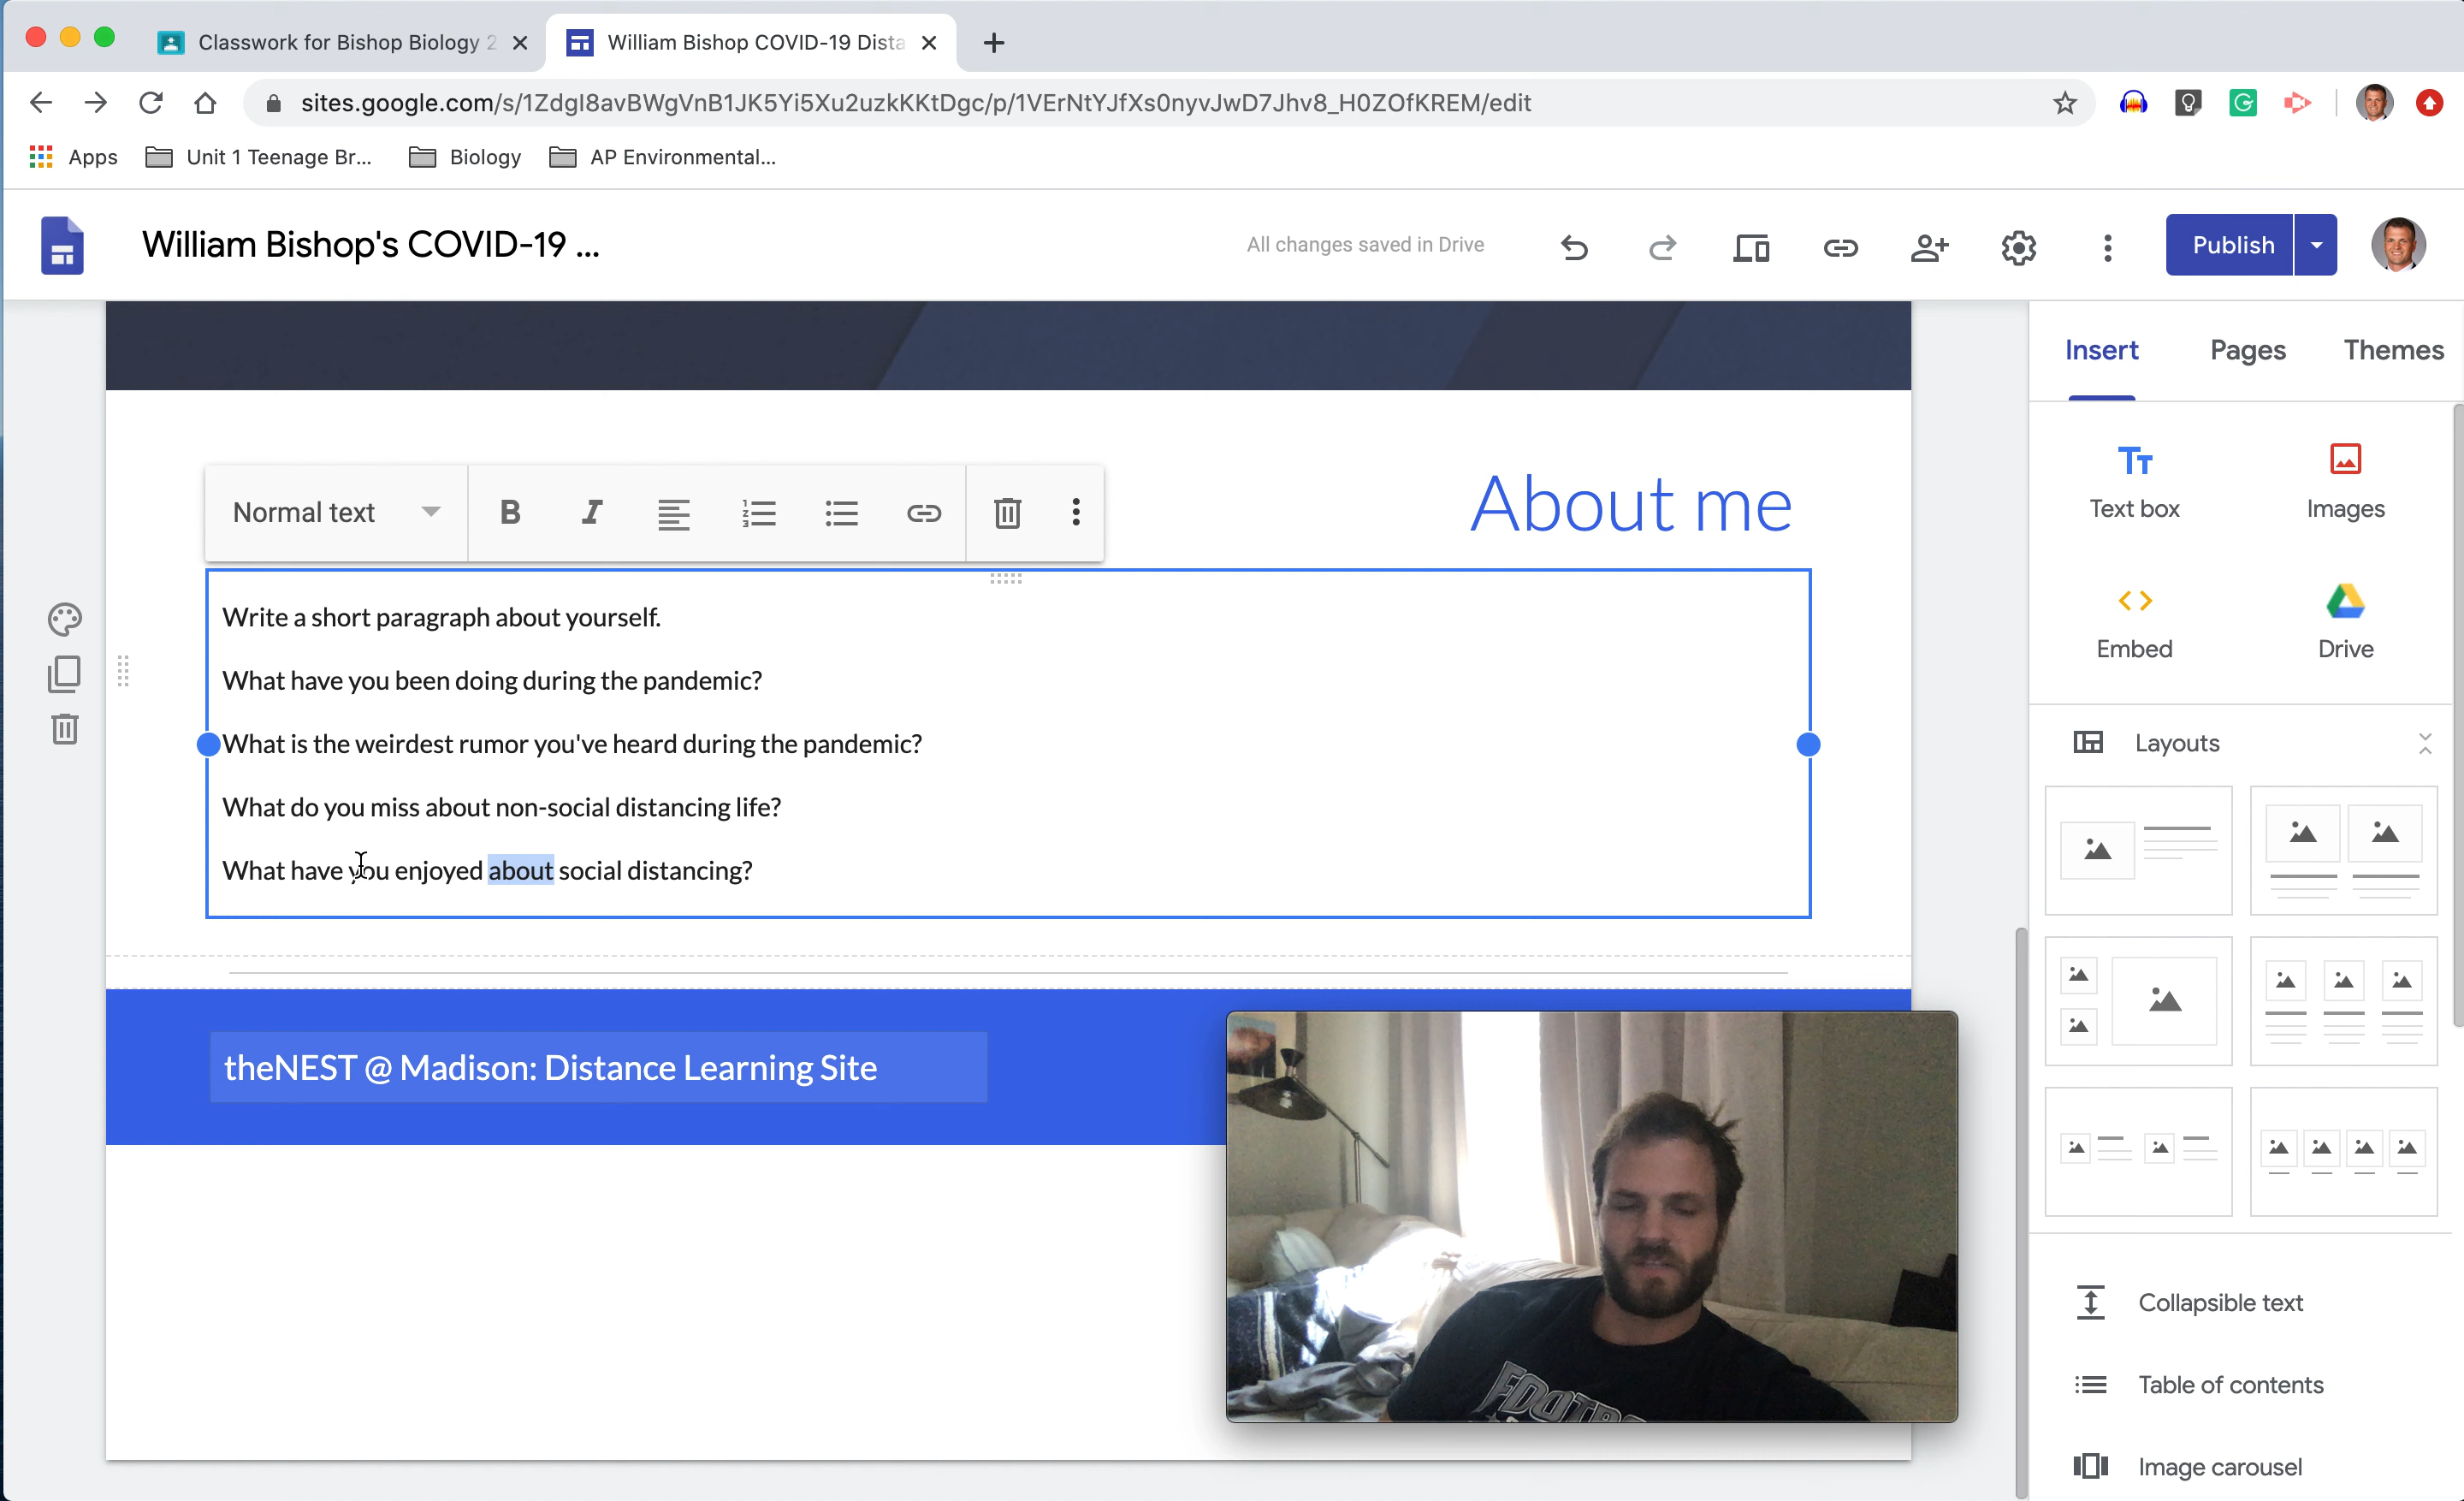 Classwork for Bishop Biology 2
William Bishop COVID-19 Dista
sites.google.com/s/1ZdgI8avBWgVnB1JK5Yi5Xu2uzkKKtDgc/p/1VErNtYJfXs0nyvJwD7Jhv8_H0ZOfKREM/edit
Apps
Unit 1 Teenage Br...
Biology
AP Environmental...
William Bishop's COVID-19 ...
All changes saved in Drive
Publish
Insert
Pages
Themes
Normal text
B
I
About me
Text box
Images
Embed
Drive
Write a short paragraph about yourself.
What have you been doing during the pandemic?
What is the weirdest rumor you've heard during the pandemic?
What do you miss about non-social distancing life?
What have you enjoyed about social distancing?
Layouts
theNEST @ Madison: Distance Learning Site
Collapsible text
Table of contents
Image carousel